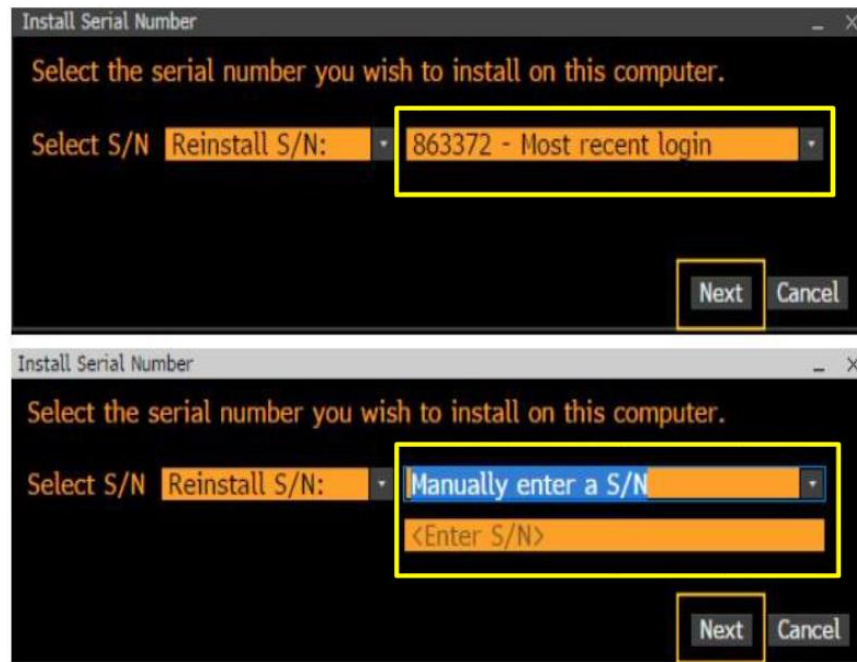 Install Serial Number
Select the serial number you wish to install on this computer.
Select S/N Reinstall S/N: 863372 - Most recent login
Next Cancel
Install Serial Number
Select the serial number you wish to install on this computer.
Select S/N Reinstall S/N: Manually enter a S/N
<Enter S/N>
Next Cancel